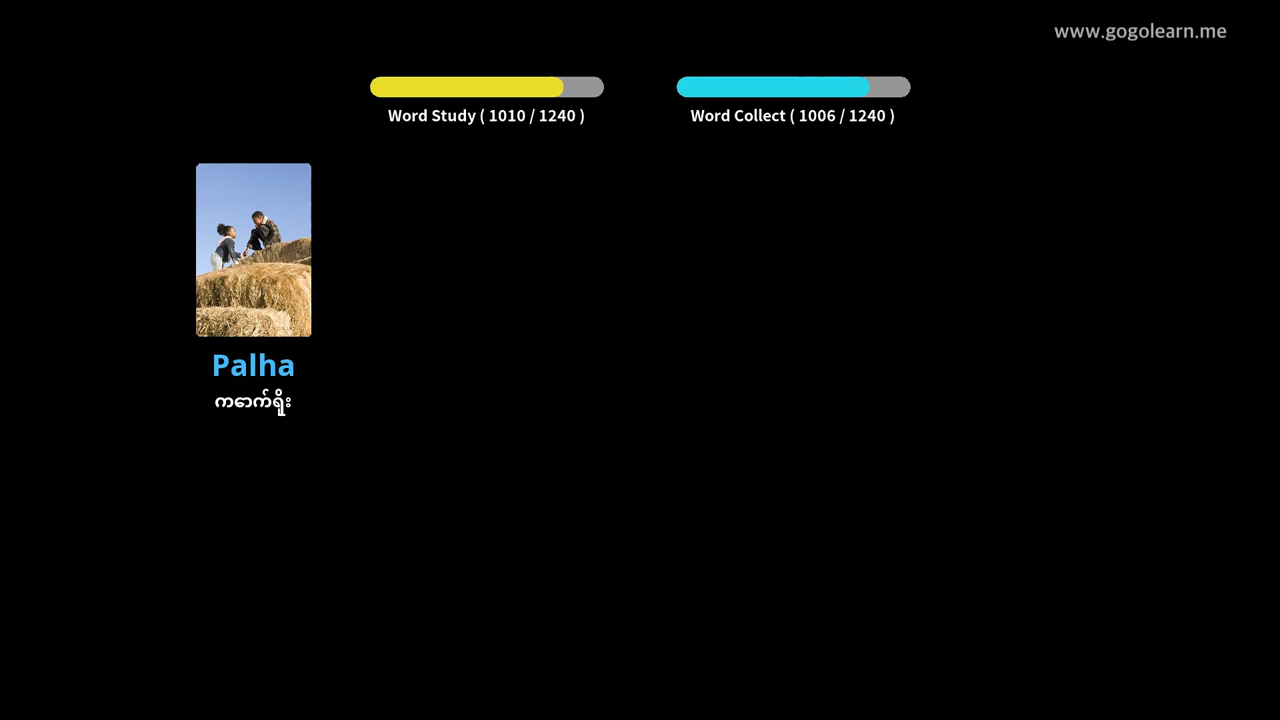 www.gogolearn.me
Word Study ( 1010 / 1240 )
Word Collect ( 1006 / 1240 )
Palha
ကောက်ရိုး